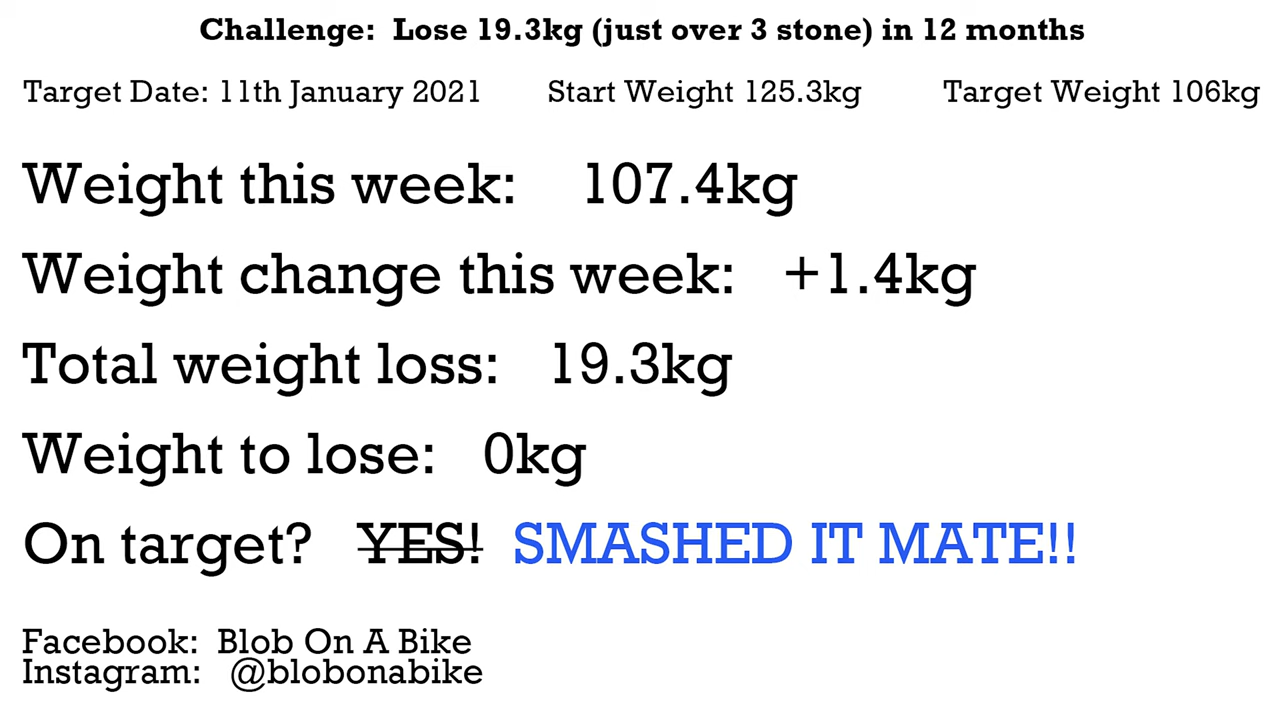 Challenge: Lose 19.3kg (just over 3 stone) in 12 months
Target Date: 11th January 2021 Start Weight 125.3kg Target Weight 106kg
Weight this week: 107.4kg
Weight change this week: +1.4kg
Total weight loss: 19.3kg
Weight to lose: 0kg
On target? YES! SMASHED IT MATE!!
Facebook: Blob On A Bike
Instagram: @blobonabike